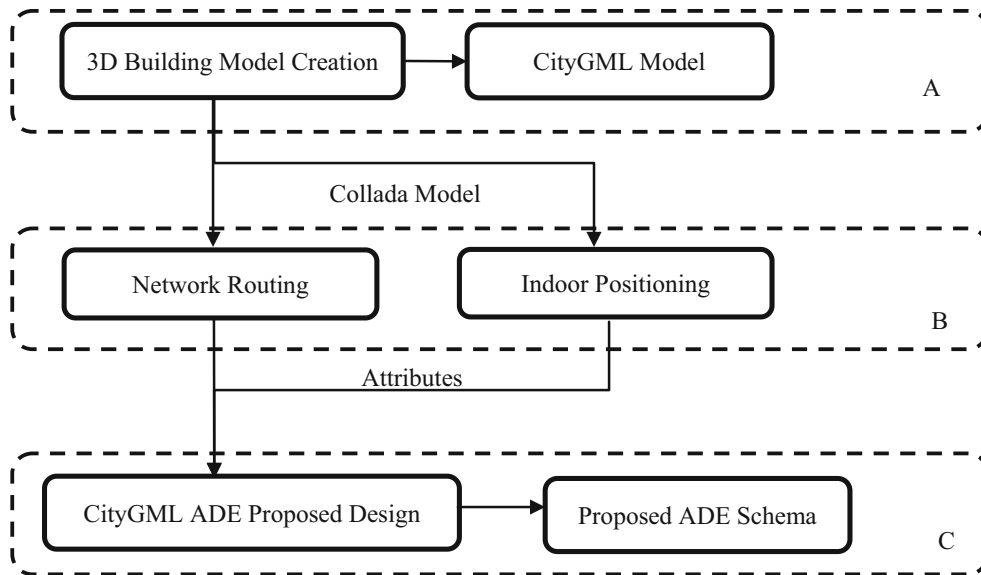 3D Building Model Creation
CityGML Model
A
Collada Model
Network Routing
Indoor Positioning
B
Attributes
CityGML ADE Proposed Design
Proposed ADE Schema
C